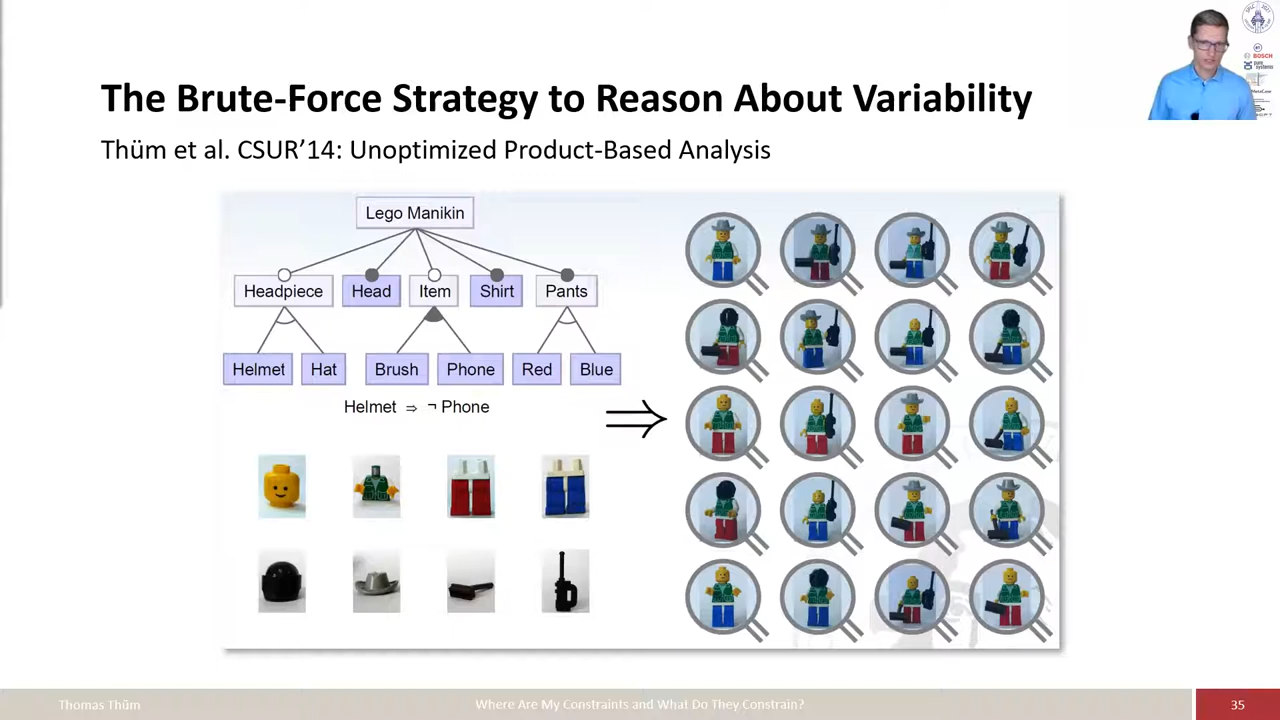 The Brute-Force Strategy to Reason About Variability
Thüm et al. CSUR’14: Unoptimized Product-Based Analysis
Lego Manikin
Headpiece Head Item Shirt Pants
Helmet Hat Brush Phone Red Blue
Helmet ⇒ ¬ Phone
BOSCH
Thomas Thüm Where Are My Constraints and What Do They Constrain? 35